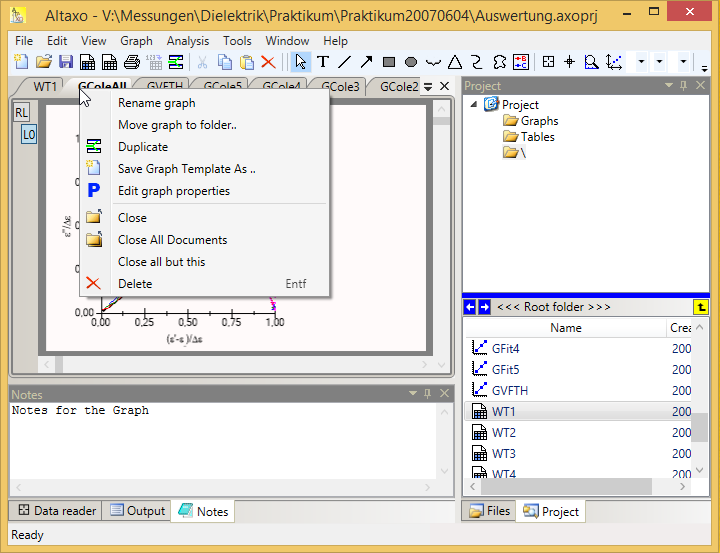 Altaxo - V:\Messungen\Dielektrik\Praktikum\Praktikum20070604\Auswertung.axoprj
File Edit View Graph Analysis Tools Window Help
WT1 GColeAll GVFTH GCole5 GCole4 GCole3 GCole2
RL
L0
Rename graph
Move graph to folder..
Duplicate
Save Graph Template As ..
Edit graph properties
Close
Close All Documents
Close all but this
Delete Entf
ε''/Δε
0,00
0,00 0,25 0,50 0,75 1,00
Notes
Notes for the Graph
Data reader Output Notes
Ready
Project
Project
Graphs
Tables
\
<<< Root folder >>>
Name Crea
GFit4 200
GFit5 200
GVFTH 200
WT1 200
WT2 200
WT3 200
WT4 200
Files Project